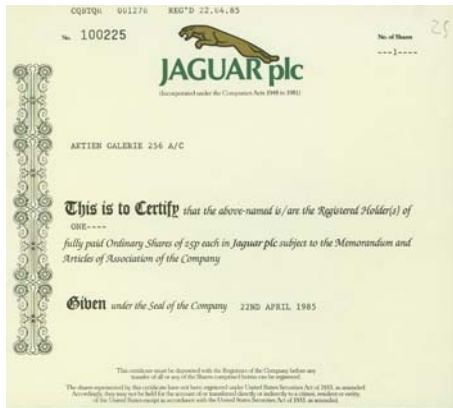 CQBTQR 001276 REG'D 22.04.85
25
No. 100225
No. of Shares
---1----
JAGUAR plc
(Incorporated under the Companies Acts 1948 to 1981)
AKTIEN GALERIE 256 A/C
This is to Certify that the above-named is/are the Registered Holder(s) of
ONE----
fully paid Ordinary Shares of 25p each in Jaguar plc subject to the Memorandum and
Articles of Association of the Company
Given under the Seal of the Company 22ND APRIL 1985
This certificate must be deposited with the Registrars of the Company before any
transfer of all or any of the Shares comprised herein can be registered.
The shares represented by this certificate have not been registered under United States Securities Act of 1933, as amended.
Accordingly, they may not be held for the account of or transferred directly or indirectly to a citizen, resident or entity,
of the United States except in accordance with the United States Securities Act of 1933, as amended.